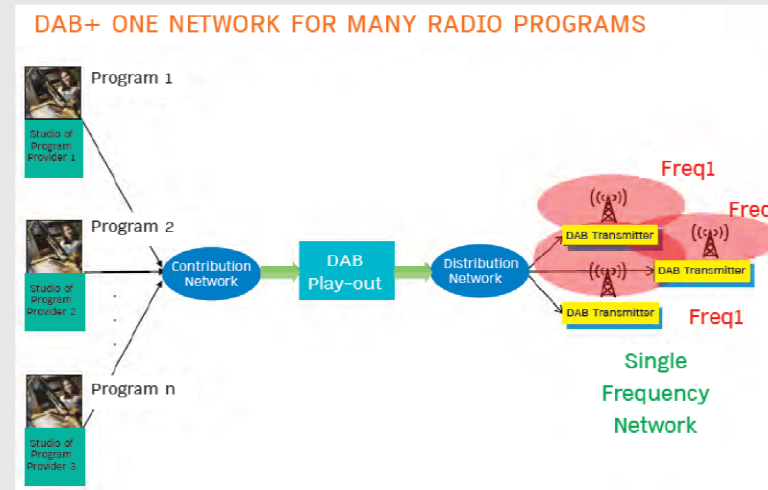 DAB+ ONE NETWORK FOR MANY RADIO PROGRAMS
Program 1
Studio of
Program
Provider 1
Program 2
Studio of
Program
Provider 2
Program n
Studio of
Program
Provider 3
Contribution
Network
DAB
Play-out
Distribution
Network
Freq1
((ᴑ))
DAB Transmitter
Freq
DAB Transmitter
DAB Transmitter
Freq1
Single
Frequency
Network